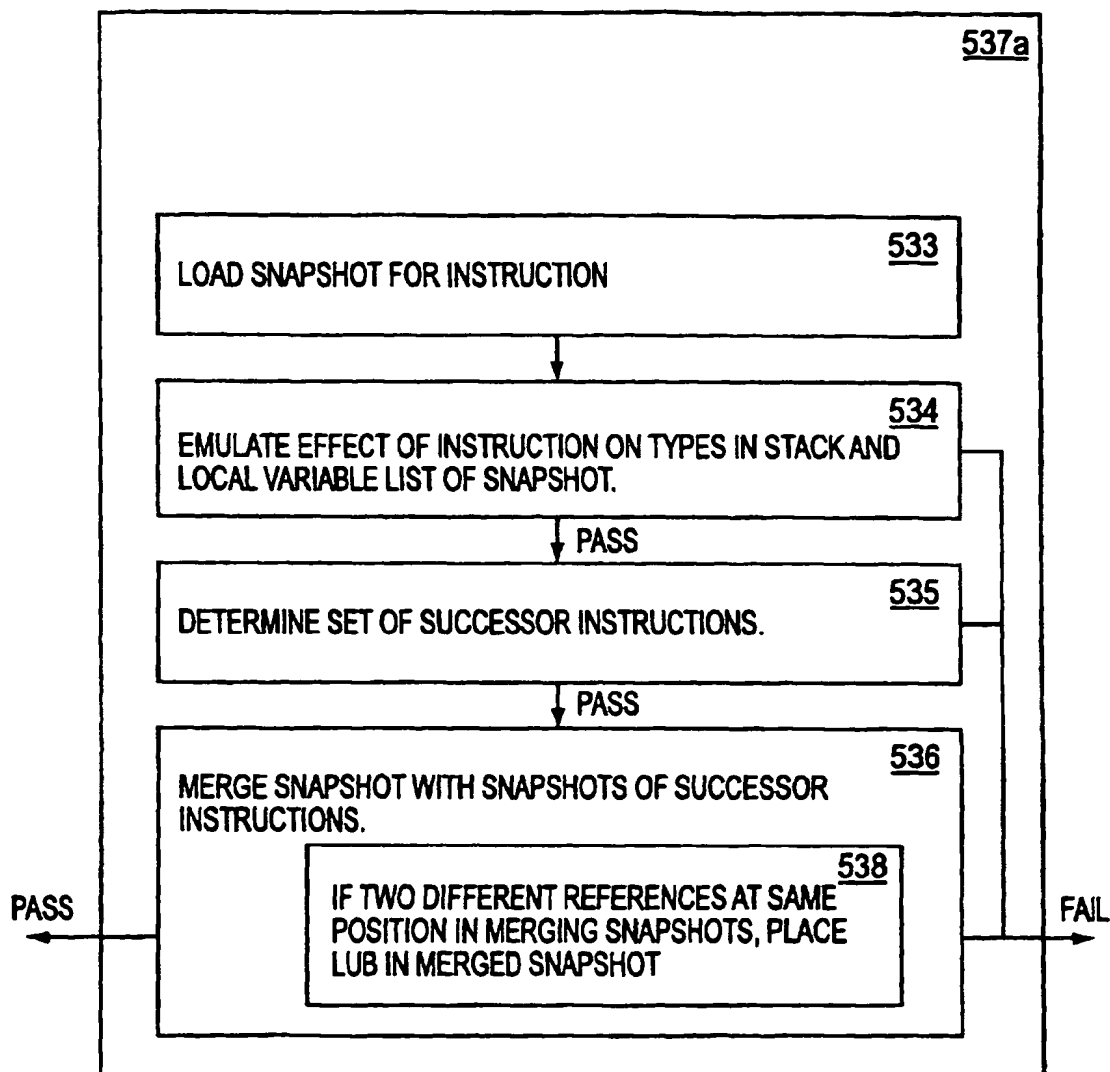 537a
533
LOAD SNAPSHOT FOR INSTRUCTION
534
EMULATE EFFECT OF INSTRUCTION ON TYPES IN STACK AND
LOCAL VARIABLE LIST OF SNAPSHOT.
PASS
535
DETERMINE SET OF SUCCESSOR INSTRUCTIONS.
PASS
536
MERGE SNAPSHOT WITH SNAPSHOTS OF SUCCESSOR
INSTRUCTIONS.
538
IF TWO DIFFERENT REFERENCES AT SAME
POSITION IN MERGING SNAPSHOTS, PLACE
LUB IN MERGED SNAPSHOT
PASS
FAIL